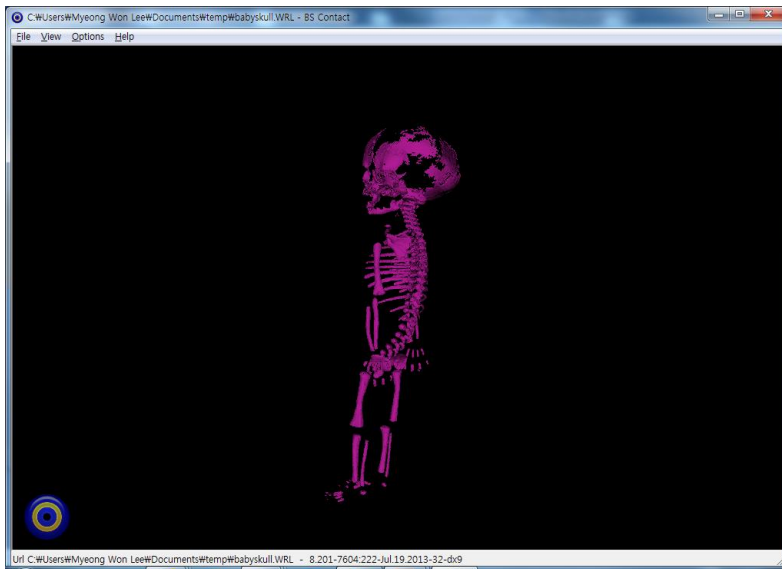 C:₩Users₩Myeong Won Lee₩Documents₩temp₩babyskull.WRL - BS Contact
File View Options Help
Url C:₩Users₩Myeong Won Lee₩Documents₩temp₩babyskull.WRL - 8.201-7604:222-Jul.19.2013-32-dx9